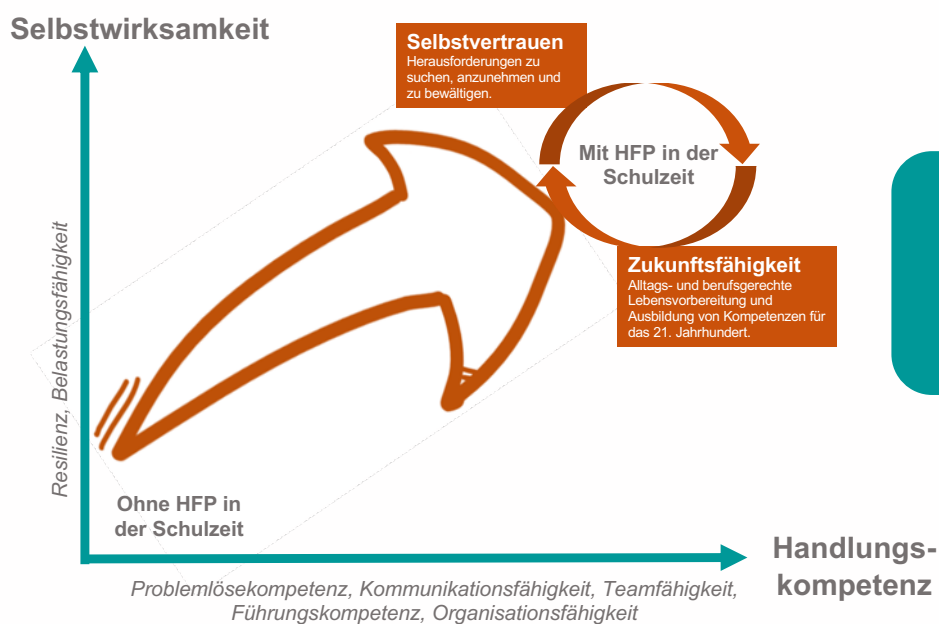 Selbstwirksamkeit
Selbstvertrauen
Herausforderungen zu
suchen, anzunehmen und
zu bewältigen.
Mit HFP in der
Schulzeit
Zukunftsfähigkeit
Alltags- und berufsgerechte
Lebensvorbereitung und
Ausbildung von Kompetenzen für
das 21. Jahrhundert.
Resilienz, Belastungsfähigkeit
Ohne HFP in
der Schulzeit
Handlungs-
kompetenz
Problemlösekompetenz, Kommunikationsfähigkeit, Teamfähigkeit,
Führungskompetenz, Organisationsfähigkeit